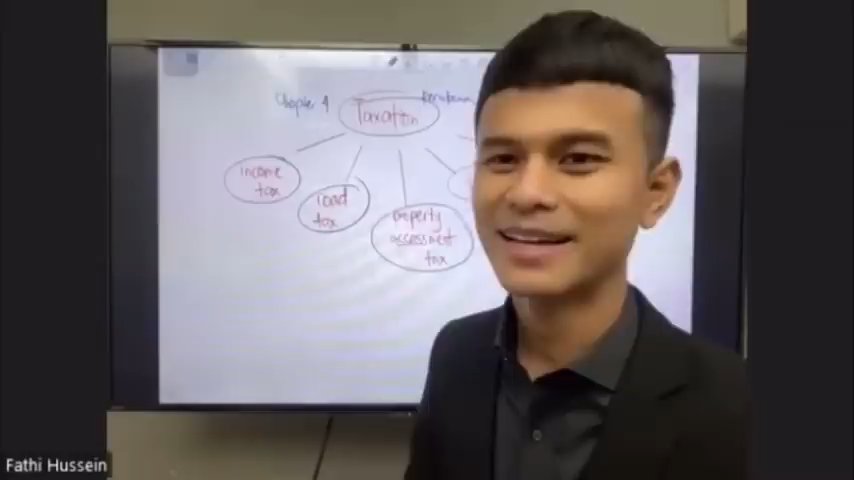 Chapter 4
Taxation
income
tax
road
tax
property
assessment
tax
Fathi Hussein